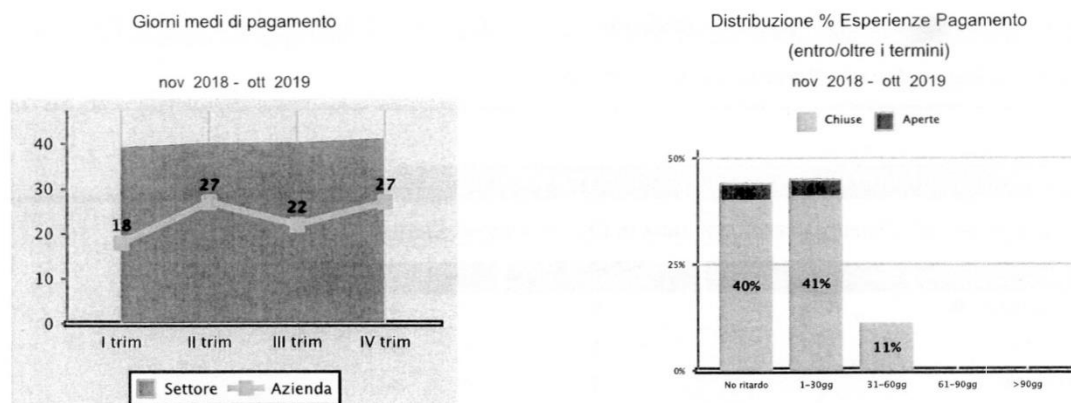 Giorni medi di pagamento
nov 2018 - ott 2019
40
30
20
10
0
18
27
22
27
I trim
II trim
III trim
IV trim
Settore
Azienda
Distribuzione % Esperienze Pagamento
(entro/oltre i termini)
nov 2018 - ott 2019
Chiuse
Aperte
50%
25%
0%
40%
4%
41%
11%
No ritardo
1-30gg
31-60gg
61-90gg
>90gg